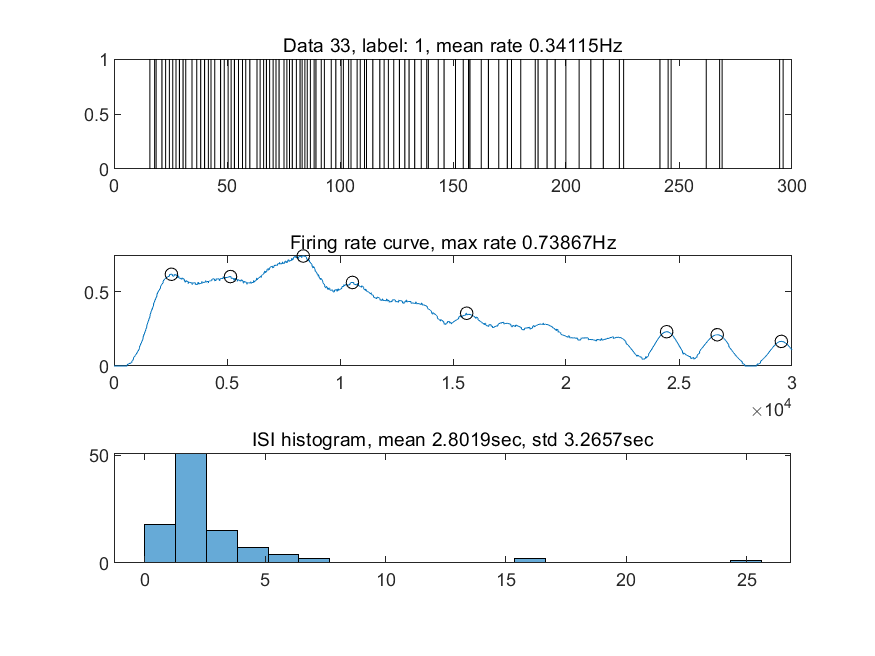 Data 33, label: 1, mean rate 0.34115Hz
1
0.5
0
0 50 100 150 200 250 300
Firing rate curve, max rate 0.73867Hz
0.5
0
0 0.5 1 1.5 2 2.5 3
×10^4
ISI histogram, mean 2.8019sec, std 3.2657sec
50
0
0 5 10 15 20 25